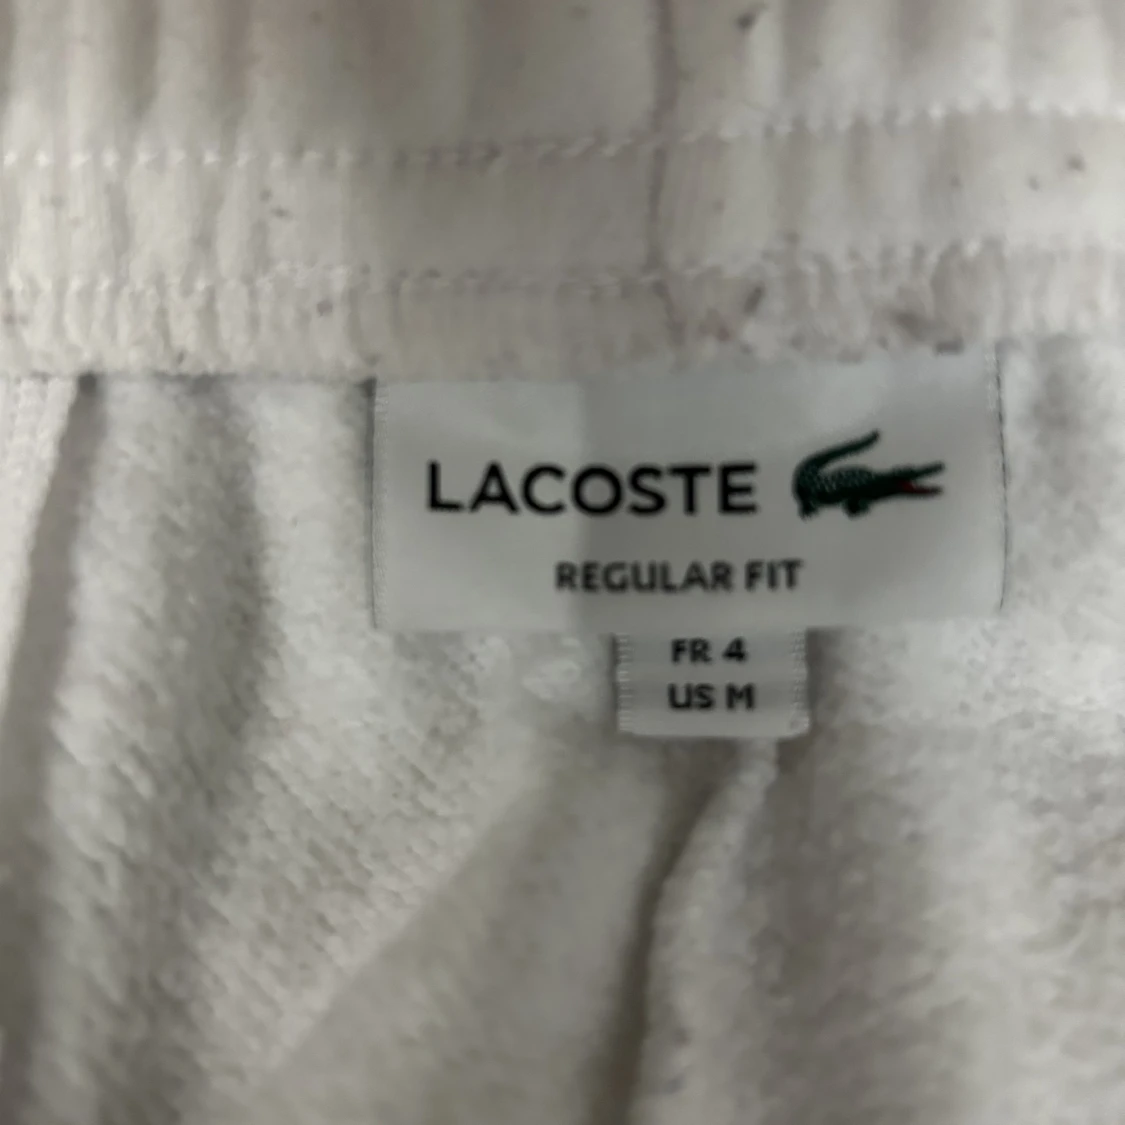 LACOSTE
REGULAR FIT
FR 4
US M